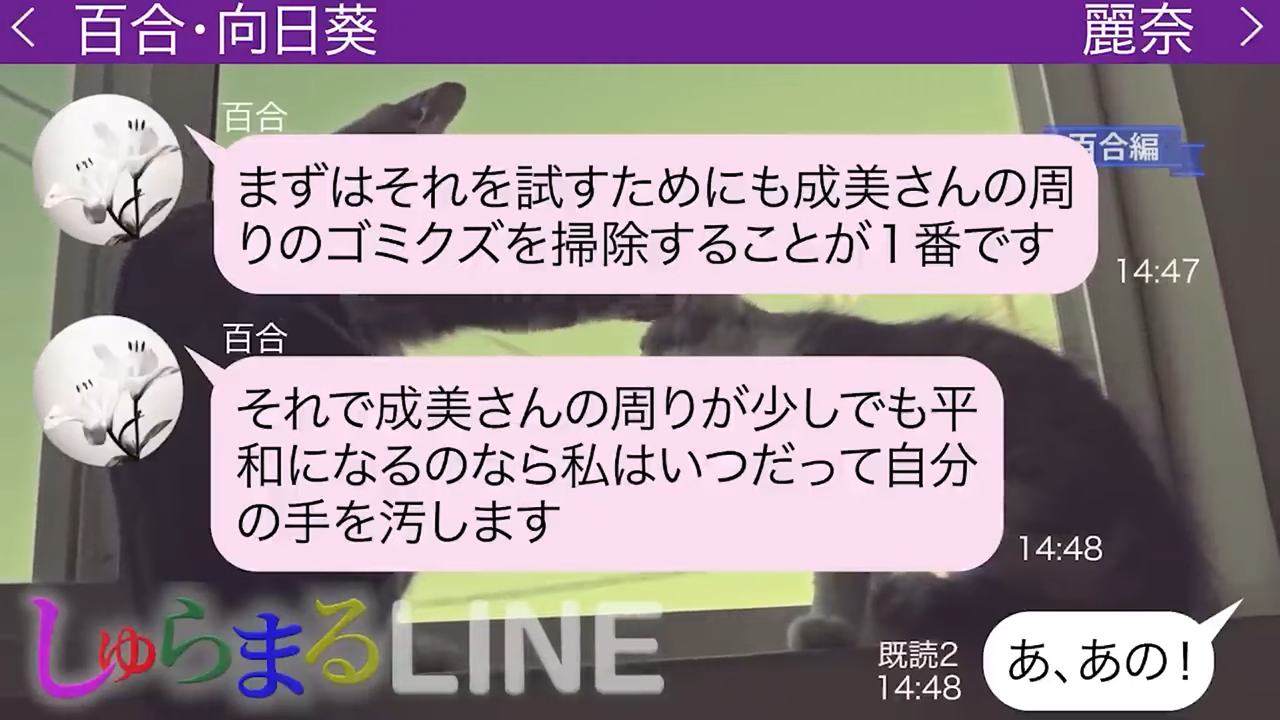 百合・向日葵
麗奈
百合
百合編
まずはそれを試すためにも成美さんの周
りのゴミクズを掃除することが1番です
14:47
百合
それで成美さんの周りが少しでも平
和になるのなら私はいつだって自分
の手を汚します
14:48
しゅらまるLINE
既読2
14:48
あ、あの!